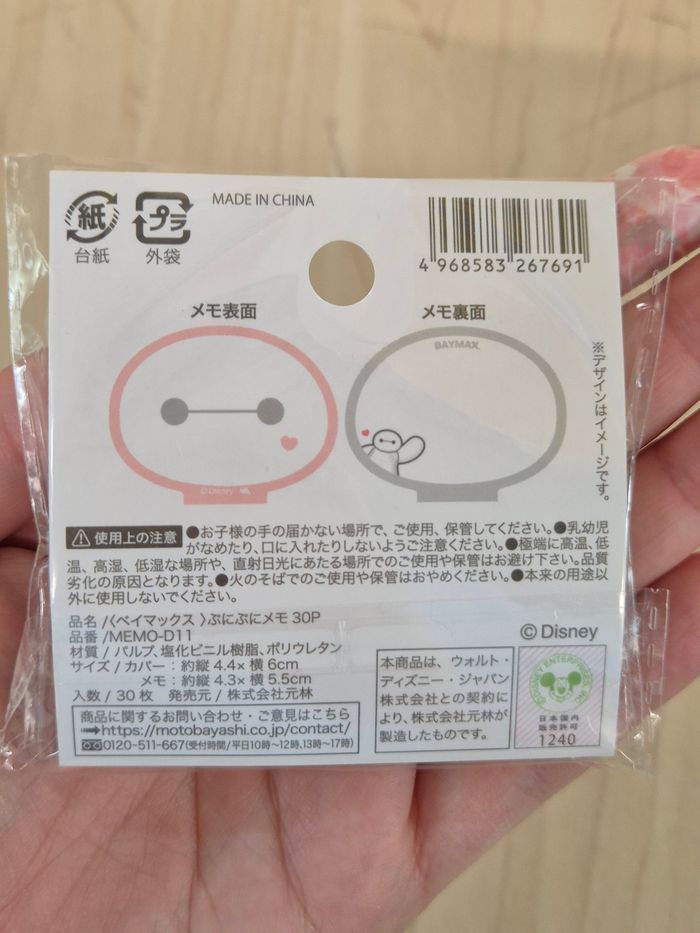 紙
台紙
プラ
外袋
MADE IN CHINA
4 968583 267691
メモ表面
メモ裏面
BAYMAX
© Disney
※デザインはイメージです。
使用上の注意 ●お子様の手の届かない場所で、ご使用、保管してください。●乳幼児
がなめたり、口に入れたりしないようご注意ください。●極端に高温、低
温、高湿、低湿な場所や、直射日光にあたる場所でのご使用や保管はお避け下さい。品質
劣化の原因となります。●火のそばでのご使用や保管はおやめください。●本来の用途以
外に使用しないでください。
品名 /〈ベイマックス 〉ぷにぷにメモ 30P
品番 /MEMO-D11
材質 / パルプ、塩化ビニル樹脂、ポリウレタン
サイズ / カバー : 約縦 4.4× 横 6cm
メモ : 約縦 4.3× 横 5.5cm
入数 / 30 枚 発売元 / 株式会社元林
商品に関するお問い合わせ・ご意見はこちら
➡https://motobayashi.co.jp/contact/
0120-511-667(受付時間/平日10時〜12時、13時〜17時)
© Disney
本商品は、ウォルト・
ディズニー・ジャパン
株式会社との契約に
より、株式会社元林が
製造したものです。
©DISNEY ENTERPRISES INC
日本国内
販売許可
1240